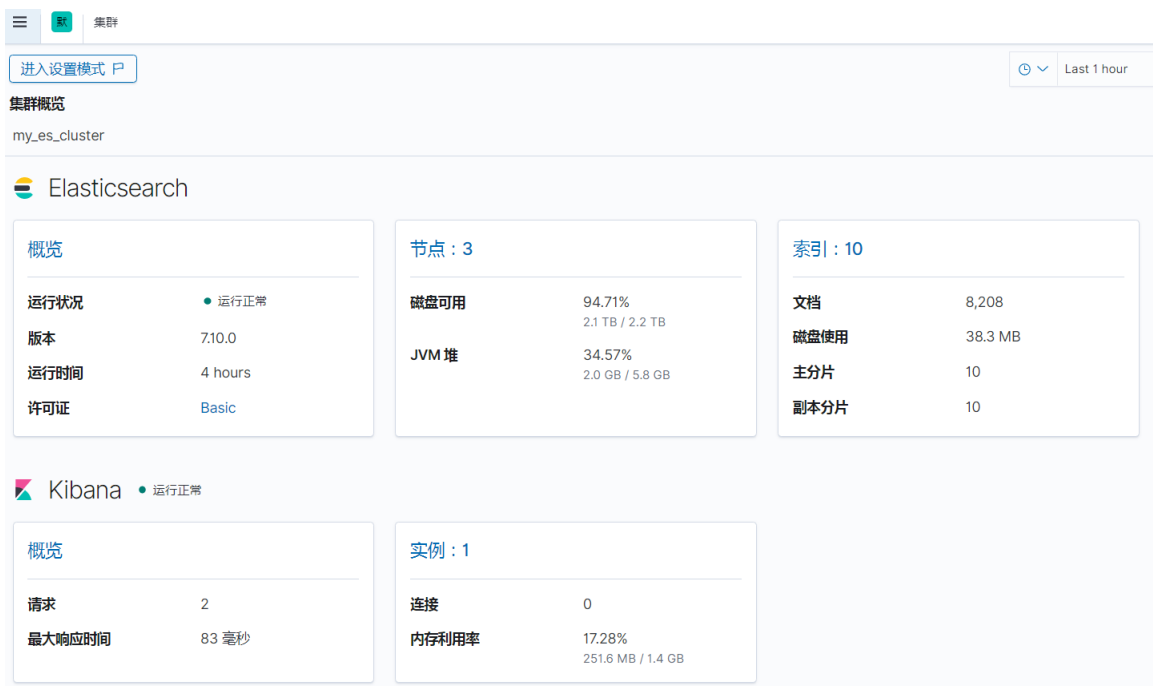 默 集群
进入设置模式
Last 1 hour
集群概览
my_es_cluster
Elasticsearch
概览
运行状况 运行正常
版本 7.10.0
运行时间 4 hours
许可证 Basic
节点：3
磁盘可用 94.71%
2.1 TB / 2.2 TB
JVM 堆 34.57%
2.0 GB / 5.8 GB
索引：10
文档 8,208
磁盘使用 38.3 MB
主分片 10
副本分片 10
Kibana 运行正常
概览
请求 2
最大响应时间 83 毫秒
实例：1
连接 0
内存利用率 17.28%
251.6 MB / 1.4 GB